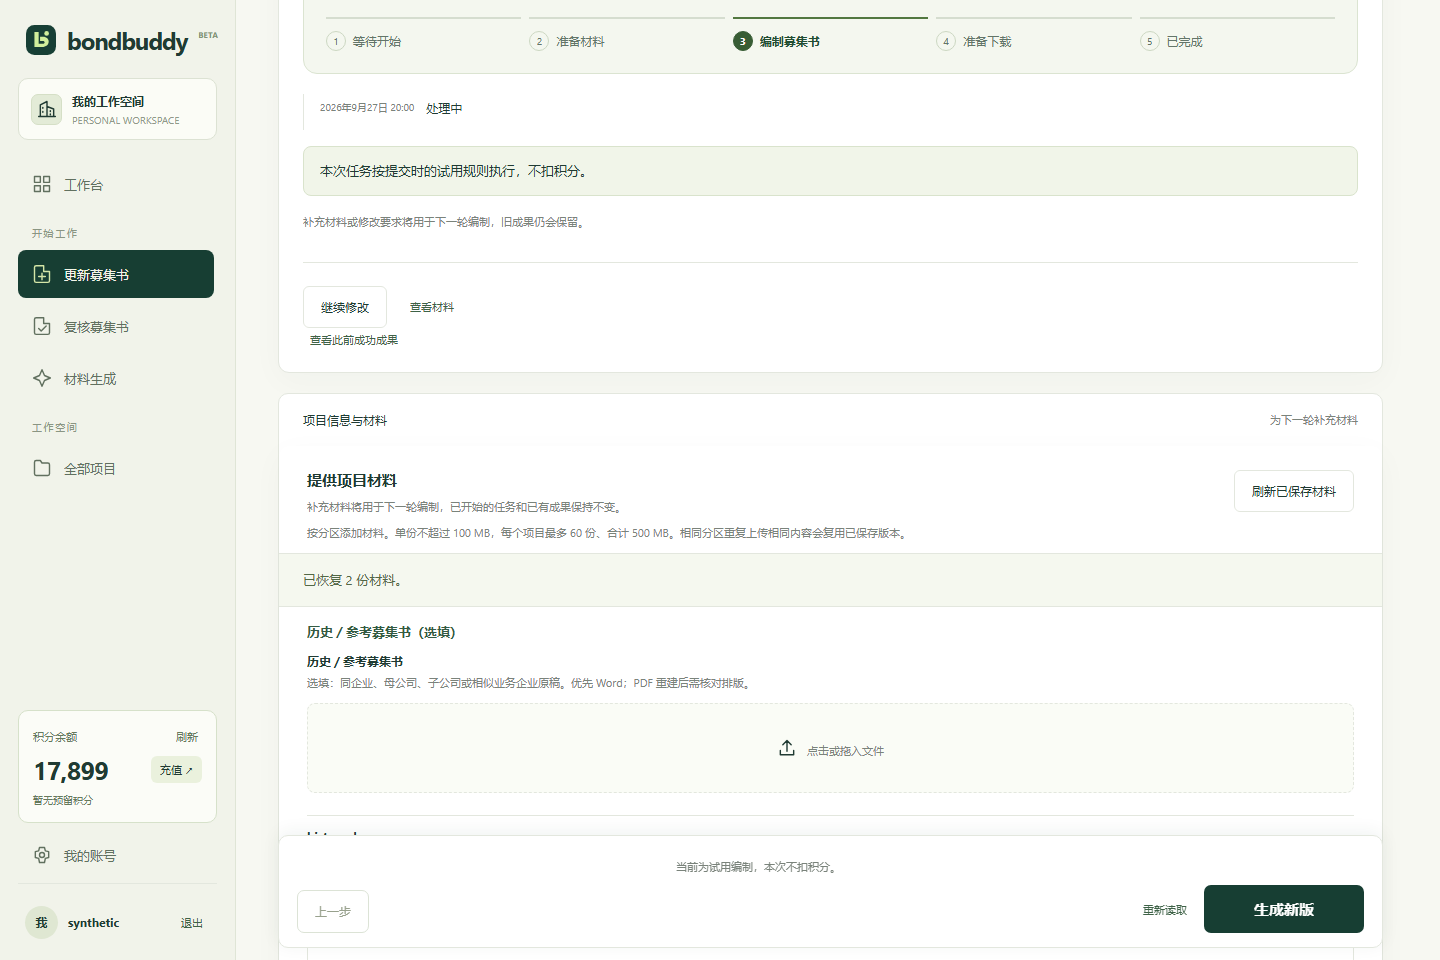 bondbuddy BETA
我的工作空间
PERSONAL WORKSPACE
工作台
开始工作
更新募集书
复核募集书
材料生成
工作空间
全部项目
积分余额 刷新
17,899 充值↗
暂无预留积分
我的账号
我 synthetic 退出
1 等待开始 2 准备材料 3 编制募集书 4 准备下载 5 已完成
2026年9月27日 20:00 处理中
本次任务按提交时的试用规则执行，不扣积分。
补充材料或修改要求将用于下一轮编制，旧成果仍会保留。
继续修改 查看材料
查看此前成功成果
项目信息与材料 为下一轮补充材料
提供项目材料 刷新已保存材料
补充材料将用于下一轮编制，已开始的任务和已有成果保持不变。
按分区添加材料。单份不超过 100 MB，每个项目最多 60 份、合计 500 MB。相同分区重复上传相同内容会复用已保存版本。
已恢复 2 份材料。
历史 / 参考募集书（选填）
历史 / 参考募集书
选填：同企业、母公司、子公司或相似业务企业原稿。优先 Word；PDF 重建后需核对排版。
点击或拖入文件
当前为试用编制，本次不扣积分。
上一步 重新读取 生成新版